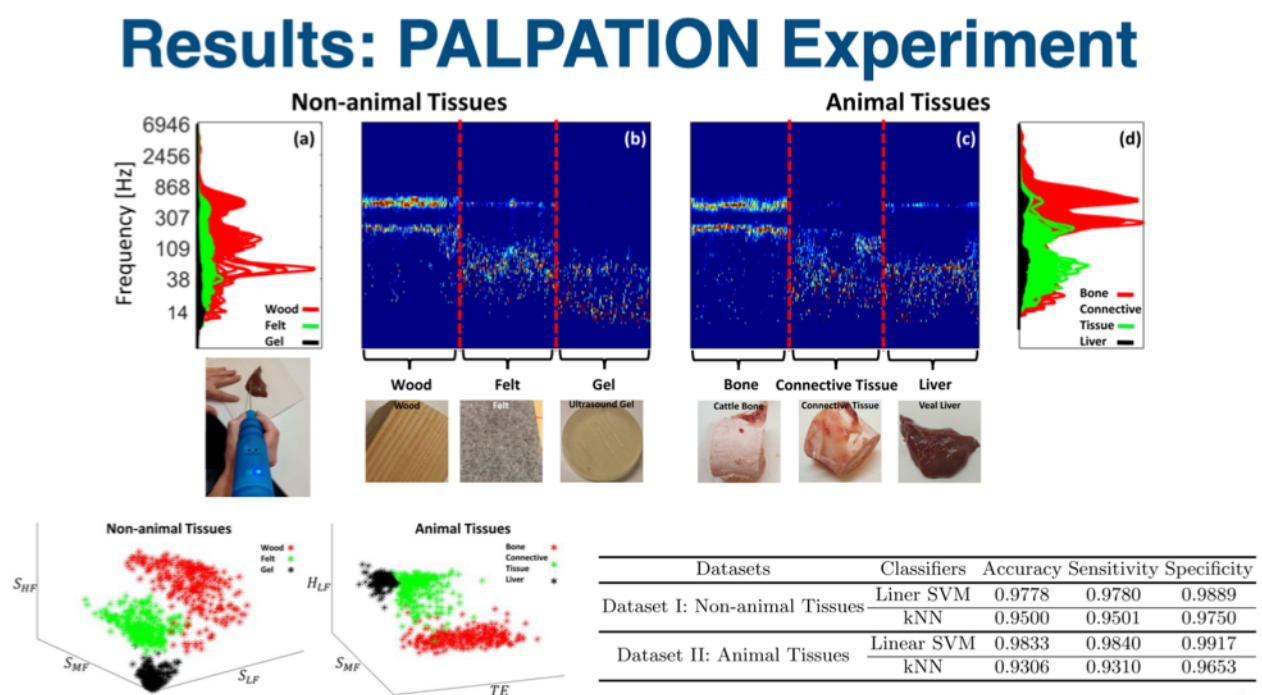 Results: PALPATION Experiment
Non-animal Tissues
Animal Tissues
Frequency [Hz]
6946
2456
868
307
109
38
14
(a)
Wood
Felt
Gel
(b)
(c)
(d)
Bone
Connective
Tissue
Liver
Wood
Felt
Gel
Bone
Connective Tissue
Liver
Wood
Felt
Ultrasound Gel
Cattle Bone
Connective Tissue
Veal Liver
Non-animal Tissues
Wood
Felt
Gel
S_HF
S_MF
S_LF
Animal Tissues
Bone
Connective
Tissue
Liver
H_LF
S_MF
TE
Datasets Classifiers Accuracy Sensitivity Specificity
Dataset I: Non-animal Tissues
Liner SVM 0.9778 0.9780 0.9889
kNN 0.9500 0.9501 0.9750
Dataset II: Animal Tissues
Linear SVM 0.9833 0.9840 0.9917
kNN 0.9306 0.9310 0.9653